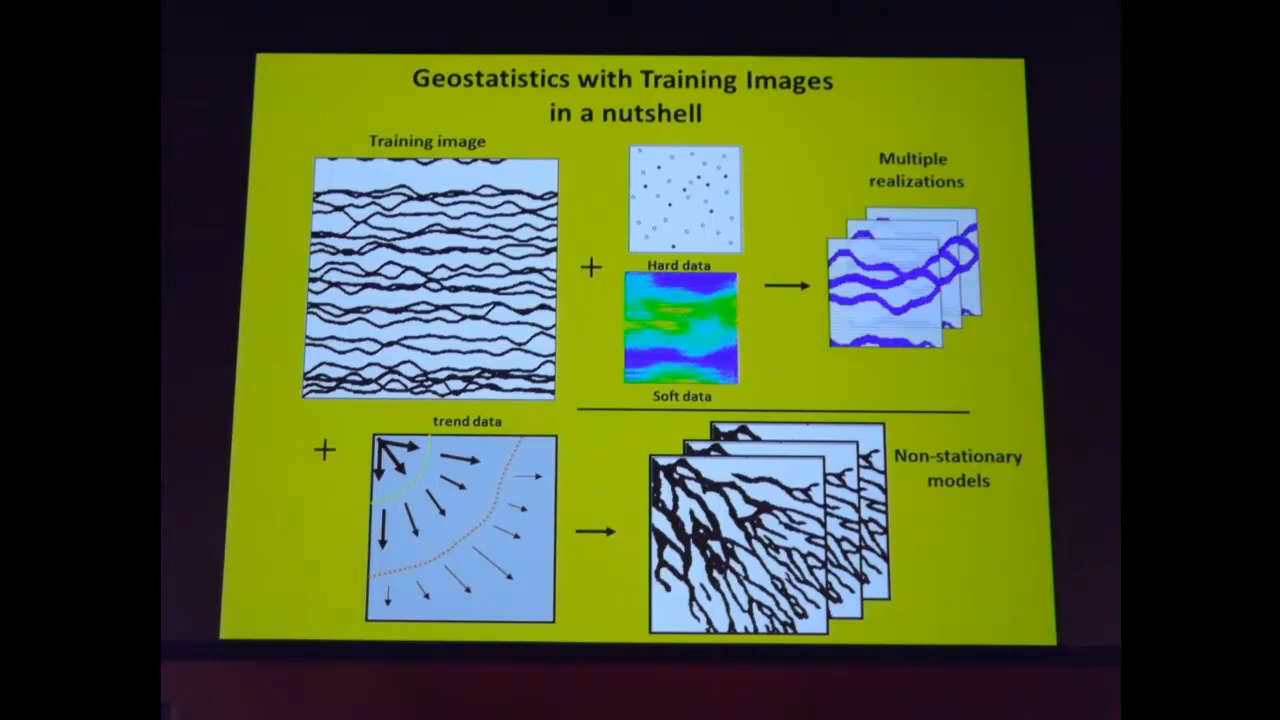 Geostatistics with Training Images
in a nutshell
Training image
Multiple
realizations
+
Hard data
Soft data
trend data
+
Non-stationary
models